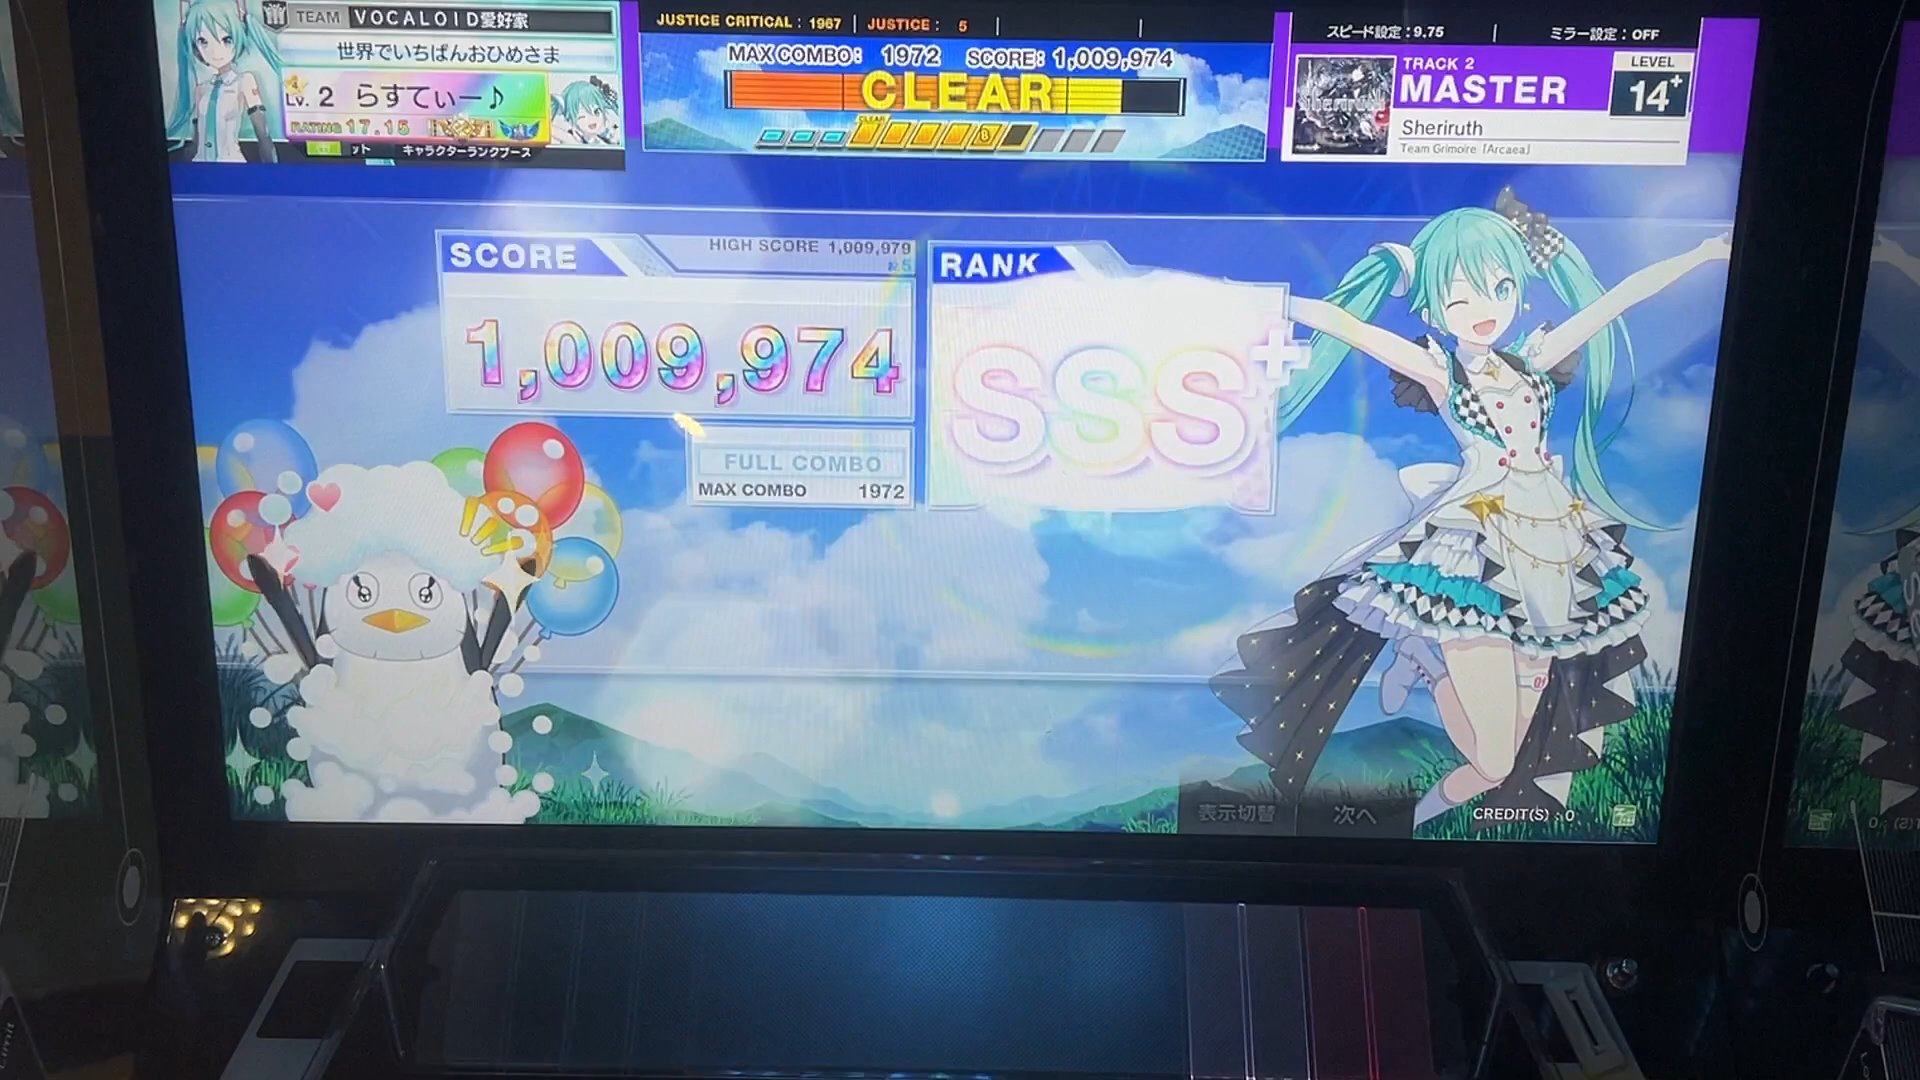 TEAM VOCALOID愛好家
世界でいちばんおひめさま
Lv. 2 らすてぃー♪
RATING 17.15
ット キャラクターランクブース
JUSTICE CRITICAL : 1967 | JUSTICE : 5
MAX COMBO: 1972 SCORE: 1,009,974
CLEAR
CLEAR
スピード設定 : 9.75 | ミラー設定 : OFF
TRACK 2
MASTER
LEVEL
14+
Sheriruth
Team Grimoire「Arcaea」
SCORE
HIGH SCORE 1,009,979
1,009,974
FULL COMBO
MAX COMBO 1972
RANK
SSS+
表示切替
次へ
CREDIT(S) : 0